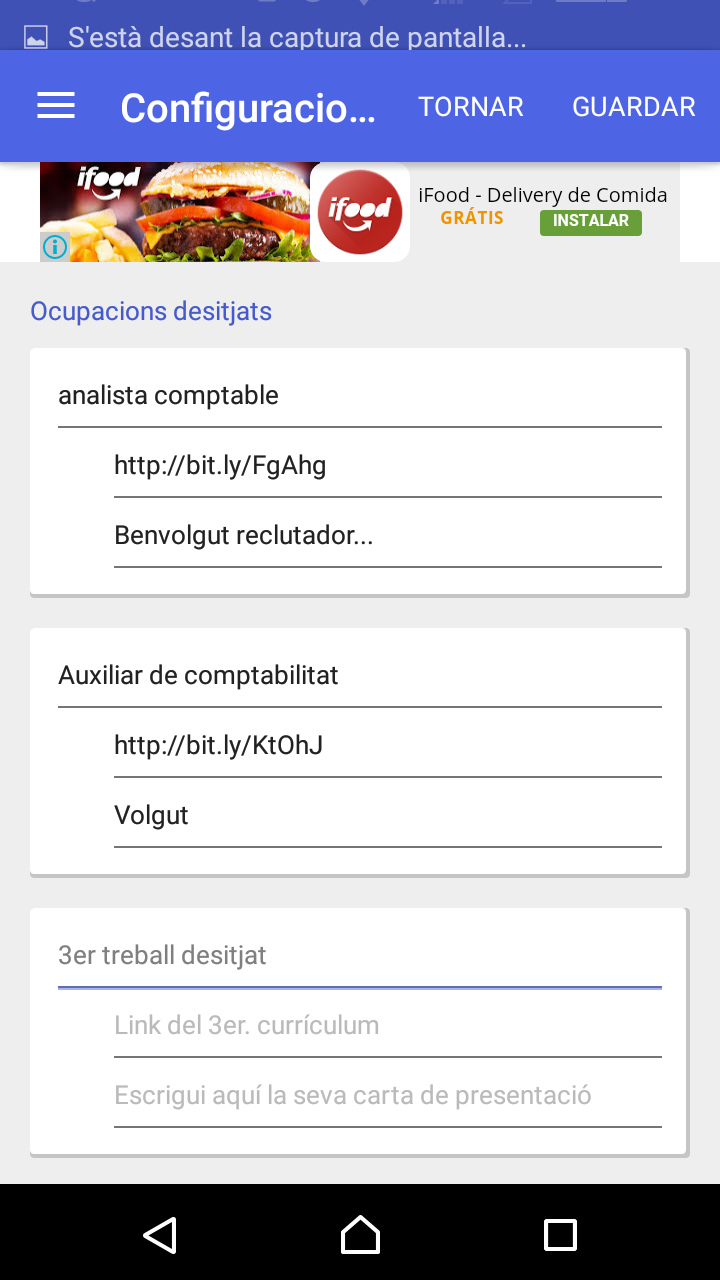 S'està desant la captura de pantalla...
Configuracio... TORNAR GUARDAR
ifood
ifood
iFood - Delivery de Comida
GRÁTIS INSTALAR
Ocupacions desitjats
analista comptable
http://bit.ly/FgAhg
Benvolgut reclutador...
Auxiliar de comptabilitat
http://bit.ly/KtOhJ
Volgut
3er treball desitjat
Link del 3er. currículum
Escrigui aquí la seva carta de presentació